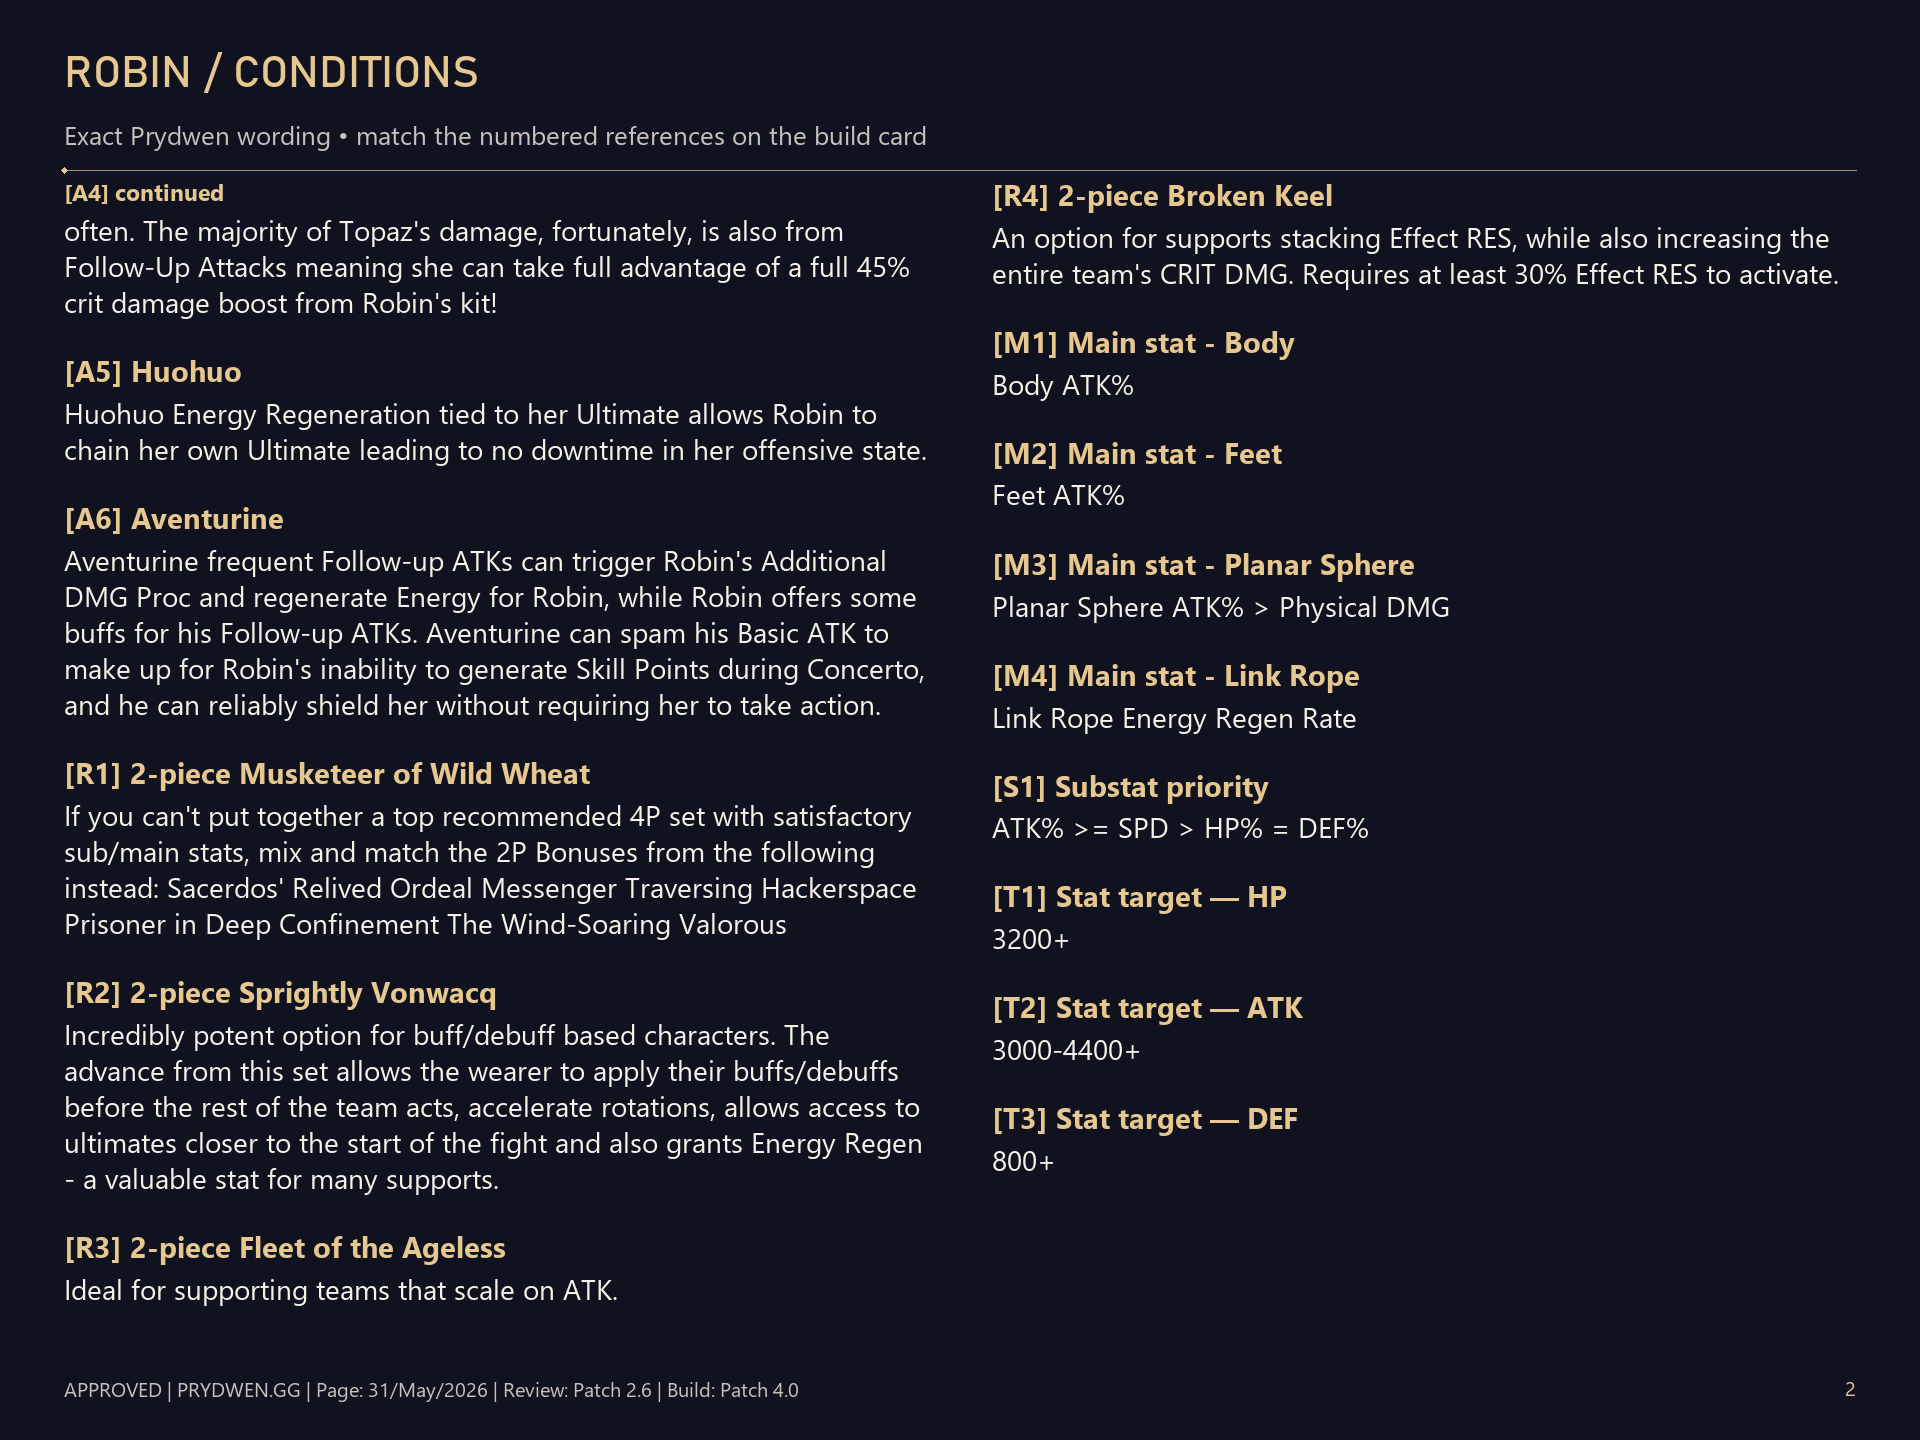 ROBIN / CONDITIONS
Exact Prydwen wording • match the numbered references on the build card
[A4] continued
often. The majority of Topaz's damage, fortunately, is also from
Follow-Up Attacks meaning she can take full advantage of a full 45%
crit damage boost from Robin's kit!
[A5] Huohuo
Huohuo Energy Regeneration tied to her Ultimate allows Robin to
chain her own Ultimate leading to no downtime in her offensive state.
[A6] Aventurine
Aventurine frequent Follow-up ATKs can trigger Robin's Additional
DMG Proc and regenerate Energy for Robin, while Robin offers some
buffs for his Follow-up ATKs. Aventurine can spam his Basic ATK to
make up for Robin's inability to generate Skill Points during Concerto,
and he can reliably shield her without requiring her to take action.
[R1] 2-piece Musketeer of Wild Wheat
If you can't put together a top recommended 4P set with satisfactory
sub/main stats, mix and match the 2P Bonuses from the following
instead: Sacerdos' Relived Ordeal Messenger Traversing Hackerspace
Prisoner in Deep Confinement The Wind-Soaring Valorous
[R2] 2-piece Sprightly Vonwacq
Incredibly potent option for buff/debuff based characters. The
advance from this set allows the wearer to apply their buffs/debuffs
before the rest of the team acts, accelerate rotations, allows access to
ultimates closer to the start of the fight and also grants Energy Regen
- a valuable stat for many supports.
[R3] 2-piece Fleet of the Ageless
Ideal for supporting teams that scale on ATK.
[R4] 2-piece Broken Keel
An option for supports stacking Effect RES, while also increasing the
entire team's CRIT DMG. Requires at least 30% Effect RES to activate.
[M1] Main stat - Body
Body ATK%
[M2] Main stat - Feet
Feet ATK%
[M3] Main stat - Planar Sphere
Planar Sphere ATK% > Physical DMG
[M4] Main stat - Link Rope
Link Rope Energy Regen Rate
[S1] Substat priority
ATK% >= SPD > HP% = DEF%
[T1] Stat target — HP
3200+
[T2] Stat target — ATK
3000-4400+
[T3] Stat target — DEF
800+
APPROVED | PRYDWEN.GG | Page: 31/May/2026 | Review: Patch 2.6 | Build: Patch 4.0
2